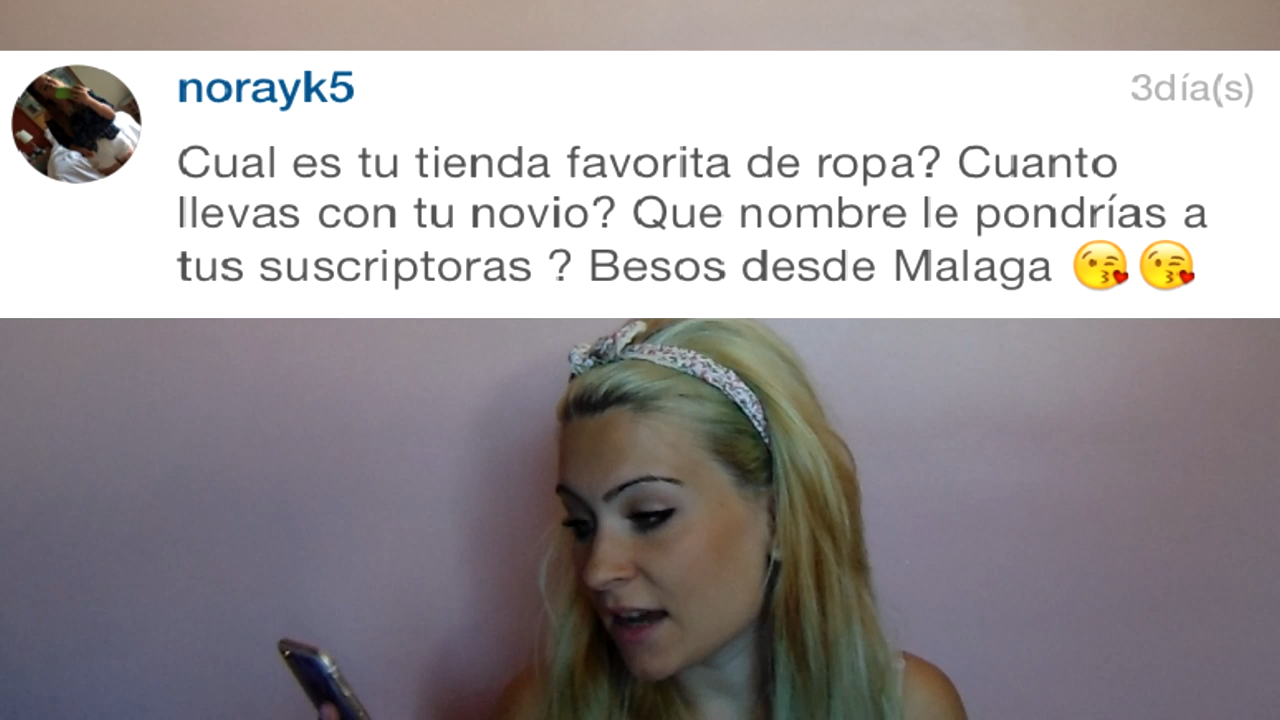 norayk5
3día(s)
Cual es tu tienda favorita de ropa? Cuanto
llevas con tu novio? Que nombre le pondrías a
tus suscriptoras ? Besos desde Malaga 😘😘